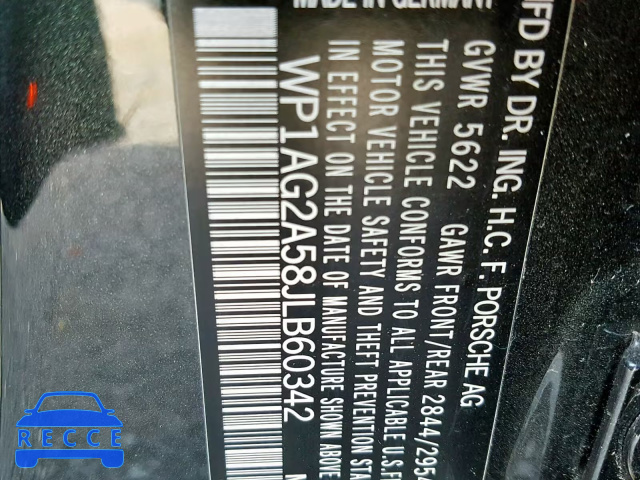 MADE IN GERMANY
MFD BY DR. ING. H.C. F. PORSCHE AG
GVWR 5622 GAWR FRONT/REAR 2844/2954
THIS VEHICLE CONFORMS TO ALL APPLICABLE U.S.F
MOTOR VEHICLE SAFETY AND THEFT PREVENTION STA
IN EFFECT ON THE DATE OF MANUFACTURE SHOWN ABOVE
WP1AG2A58JLB60342
RECCE